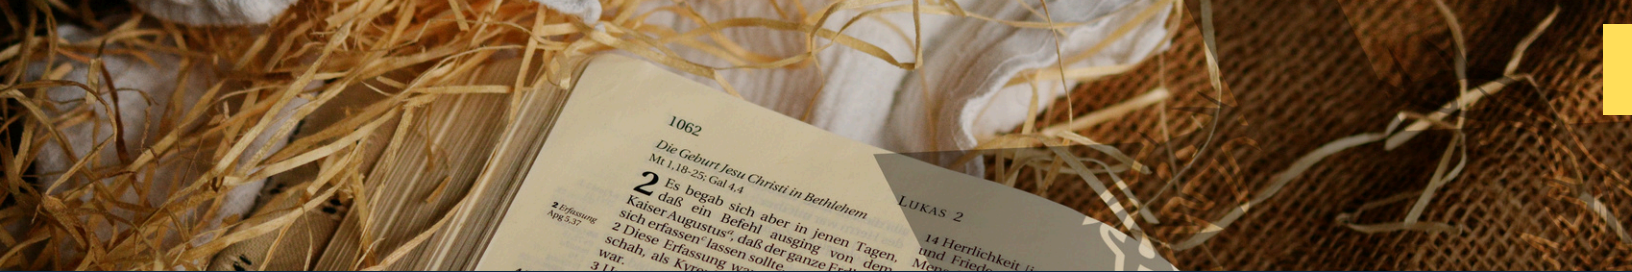 1062
Die Geburt Jesu Christi in Bethlehem
Mt 1,18-25; Gal 4,4
2 Es begab sich aber in jenen Tagen,
daß ein Befehl ausging von dem
Kaiser Augustus, daß der ganze
sich erfassen lassen sollte.
2 Diese Erfassung
schah, als
war.
3
2 Erfassung
Apg 5,37
LUKAS 2
14 Herrlichkeit
und